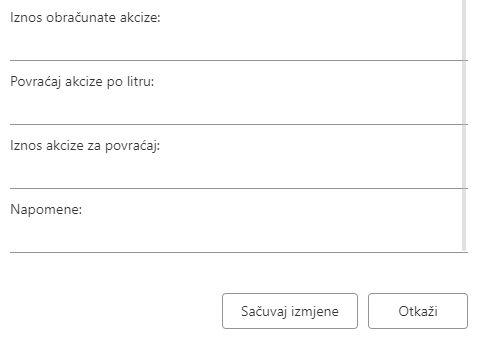 Iznos obračunate akcize:
Povraćaj akcize po litru:
Iznos akcize za povraćaj:
Napomene:
Sačuvaj izmjene
Otkaži